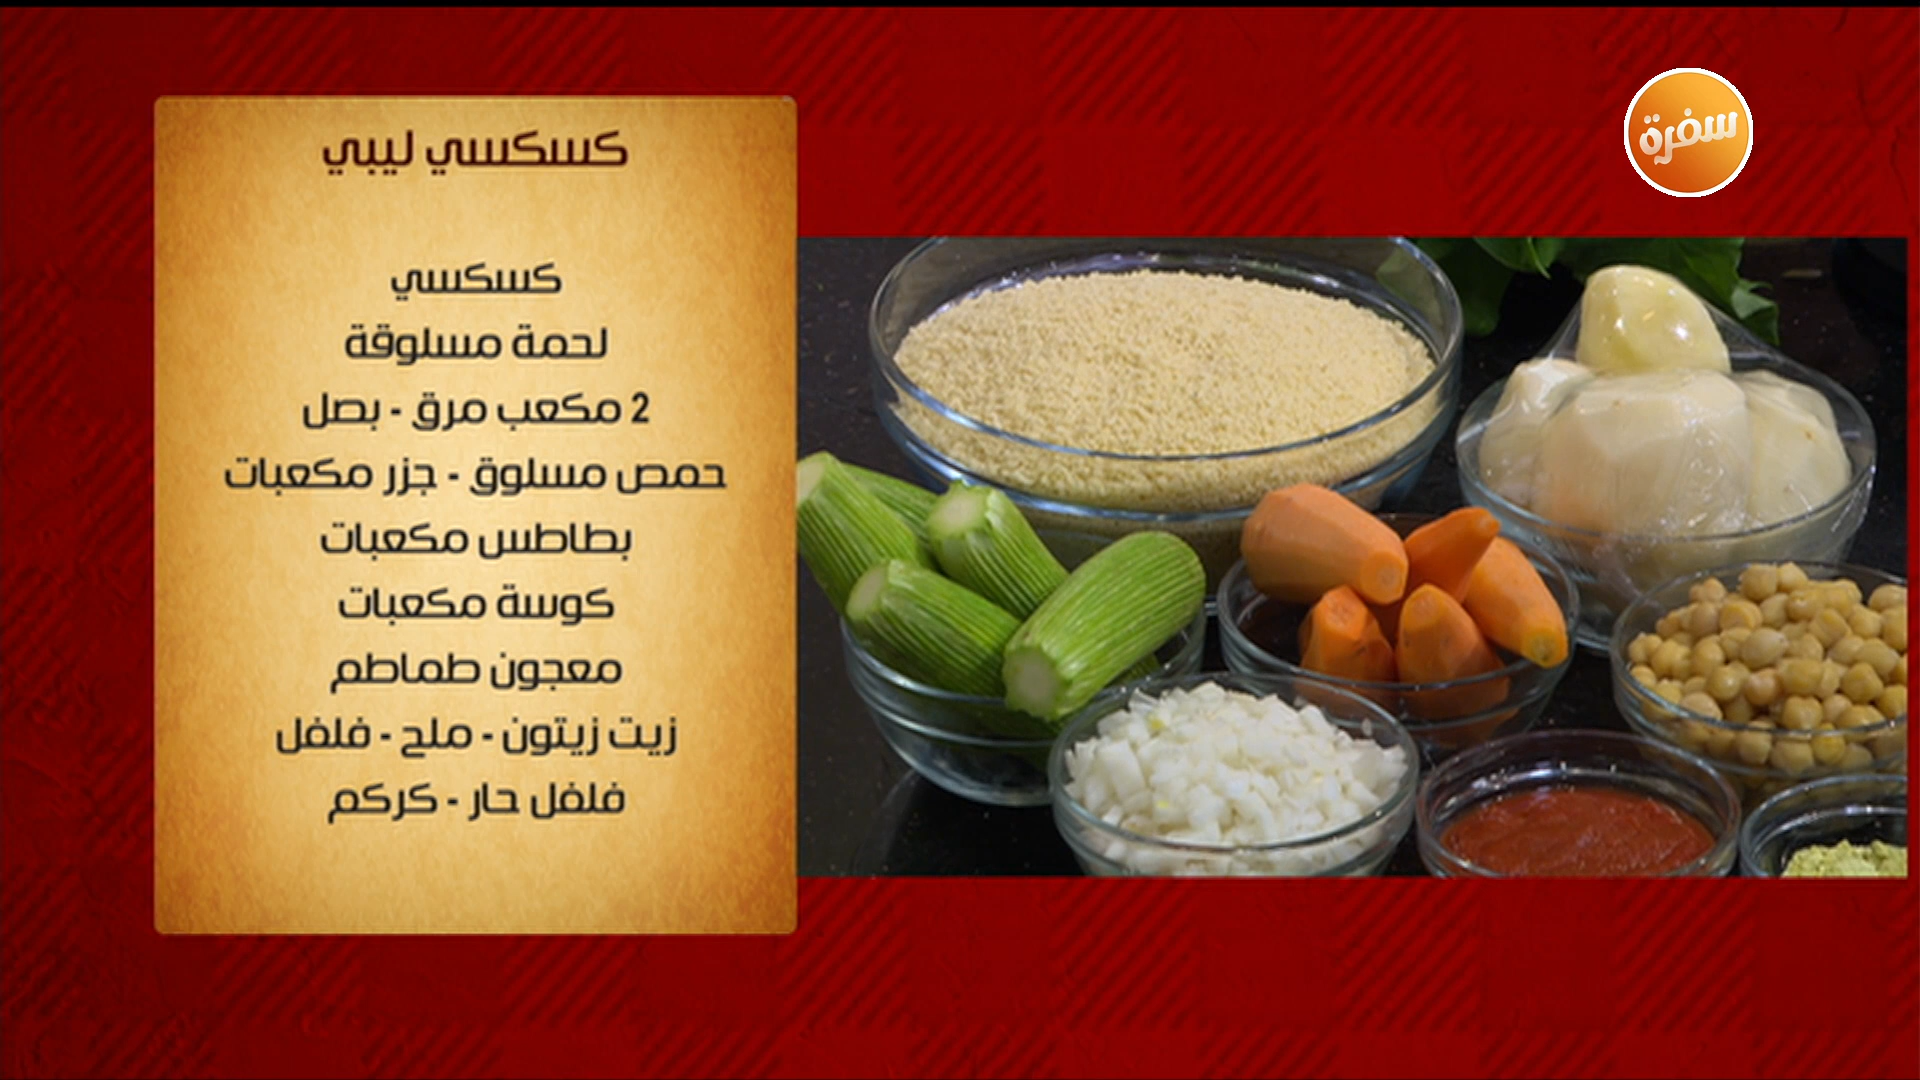 كسكسي ليبي
كسكسي
لحمة مسلوقة
2 مكعب مرق - بصل
حمص مسلوق - جزر مكعبات
بطاطس مكعبات
كوسة مكعبات
معجون طماطم
زيت زيتون - ملح - فلفل
فلفل حار - كركم
سفرة